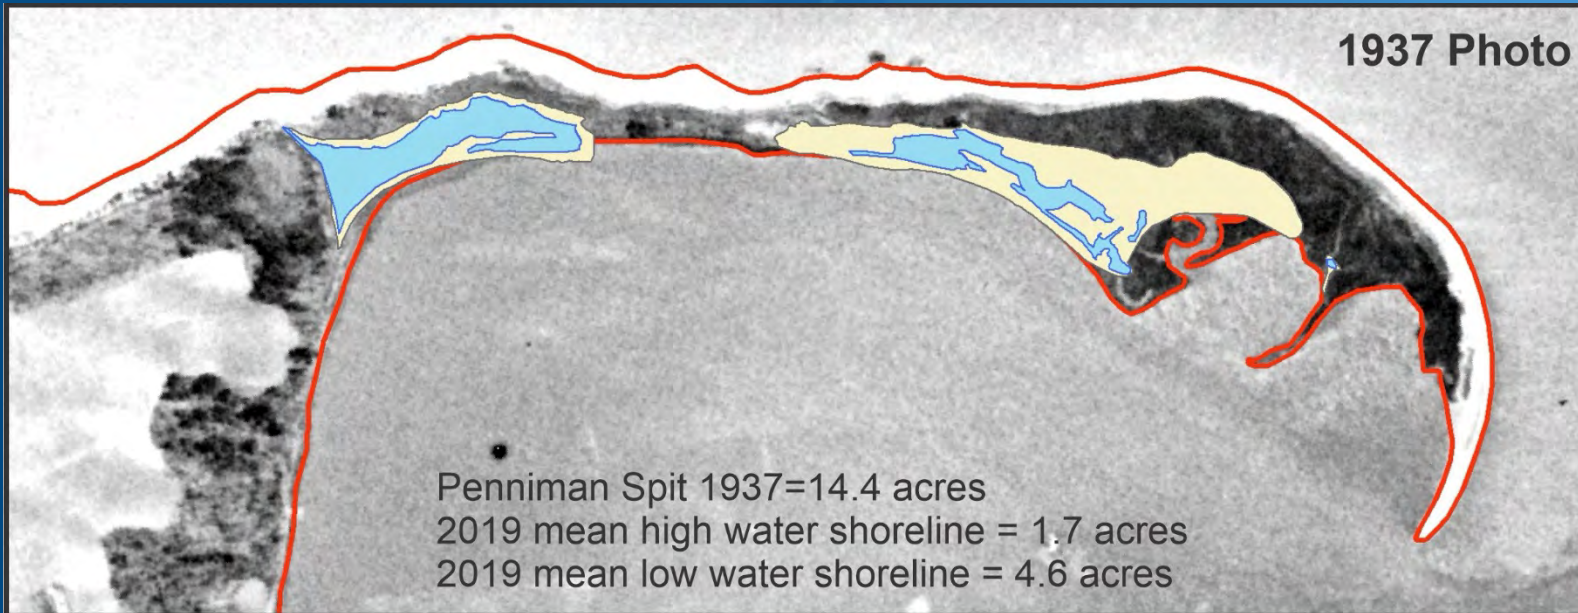 1937 Photo
Penniman Spit 1937=14.4 acres
2019 mean high water shoreline = 1.7 acres
2019 mean low water shoreline = 4.6 acres